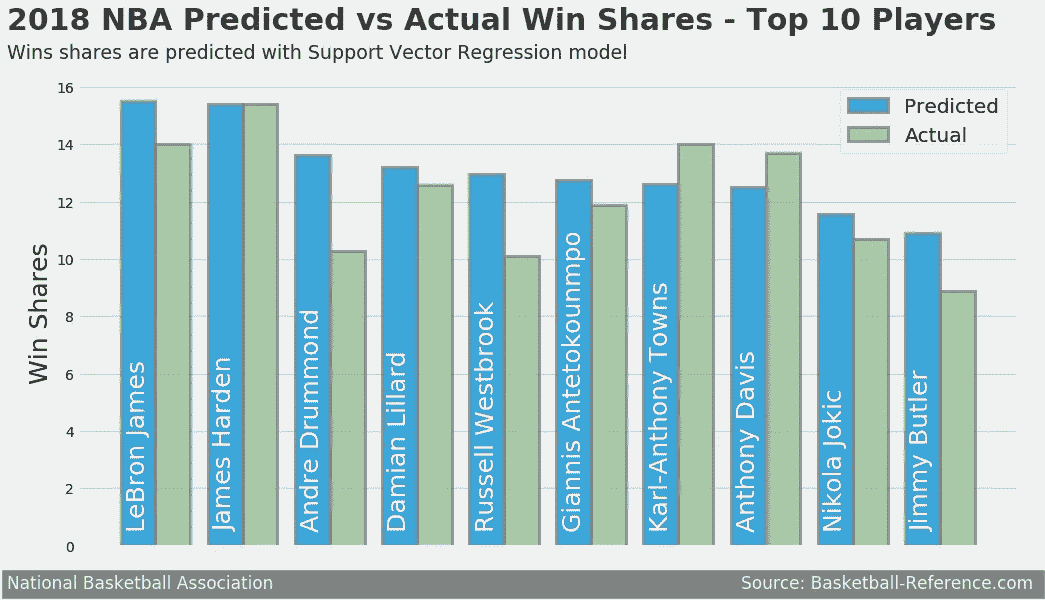 2018 NBA Predicted vs Actual Win Shares - Top 10 Players
Wins shares are predicted with Support Vector Regression model
Predicted
Actual
Win Shares
16
14
12
10
8
6
4
2
0
LeBron James
James Harden
Andre Drummond
Damian Lillard
Russell Westbrook
Giannis Antetokounmpo
Karl-Anthony Towns
Anthony Davis
Nikola Jokic
Jimmy Butler
National Basketball Association
Source: Basketball-Reference.com